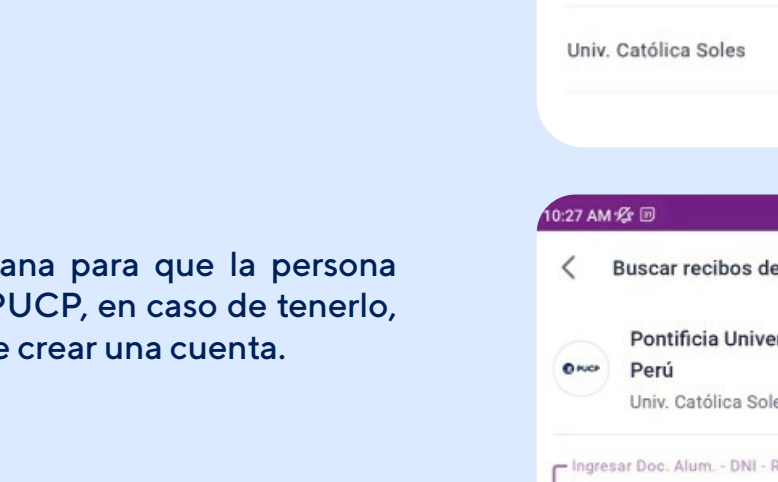 Univ. Católica Soles
10:27 AM
Buscar recibos de
Pontificia Univer
Perú
Univ. Católica Sole
PUCP
Ingresar Doc. Alum. - DNI - R
ana para que la persona
PUCP, en caso de tenerlo,
e crear una cuenta.